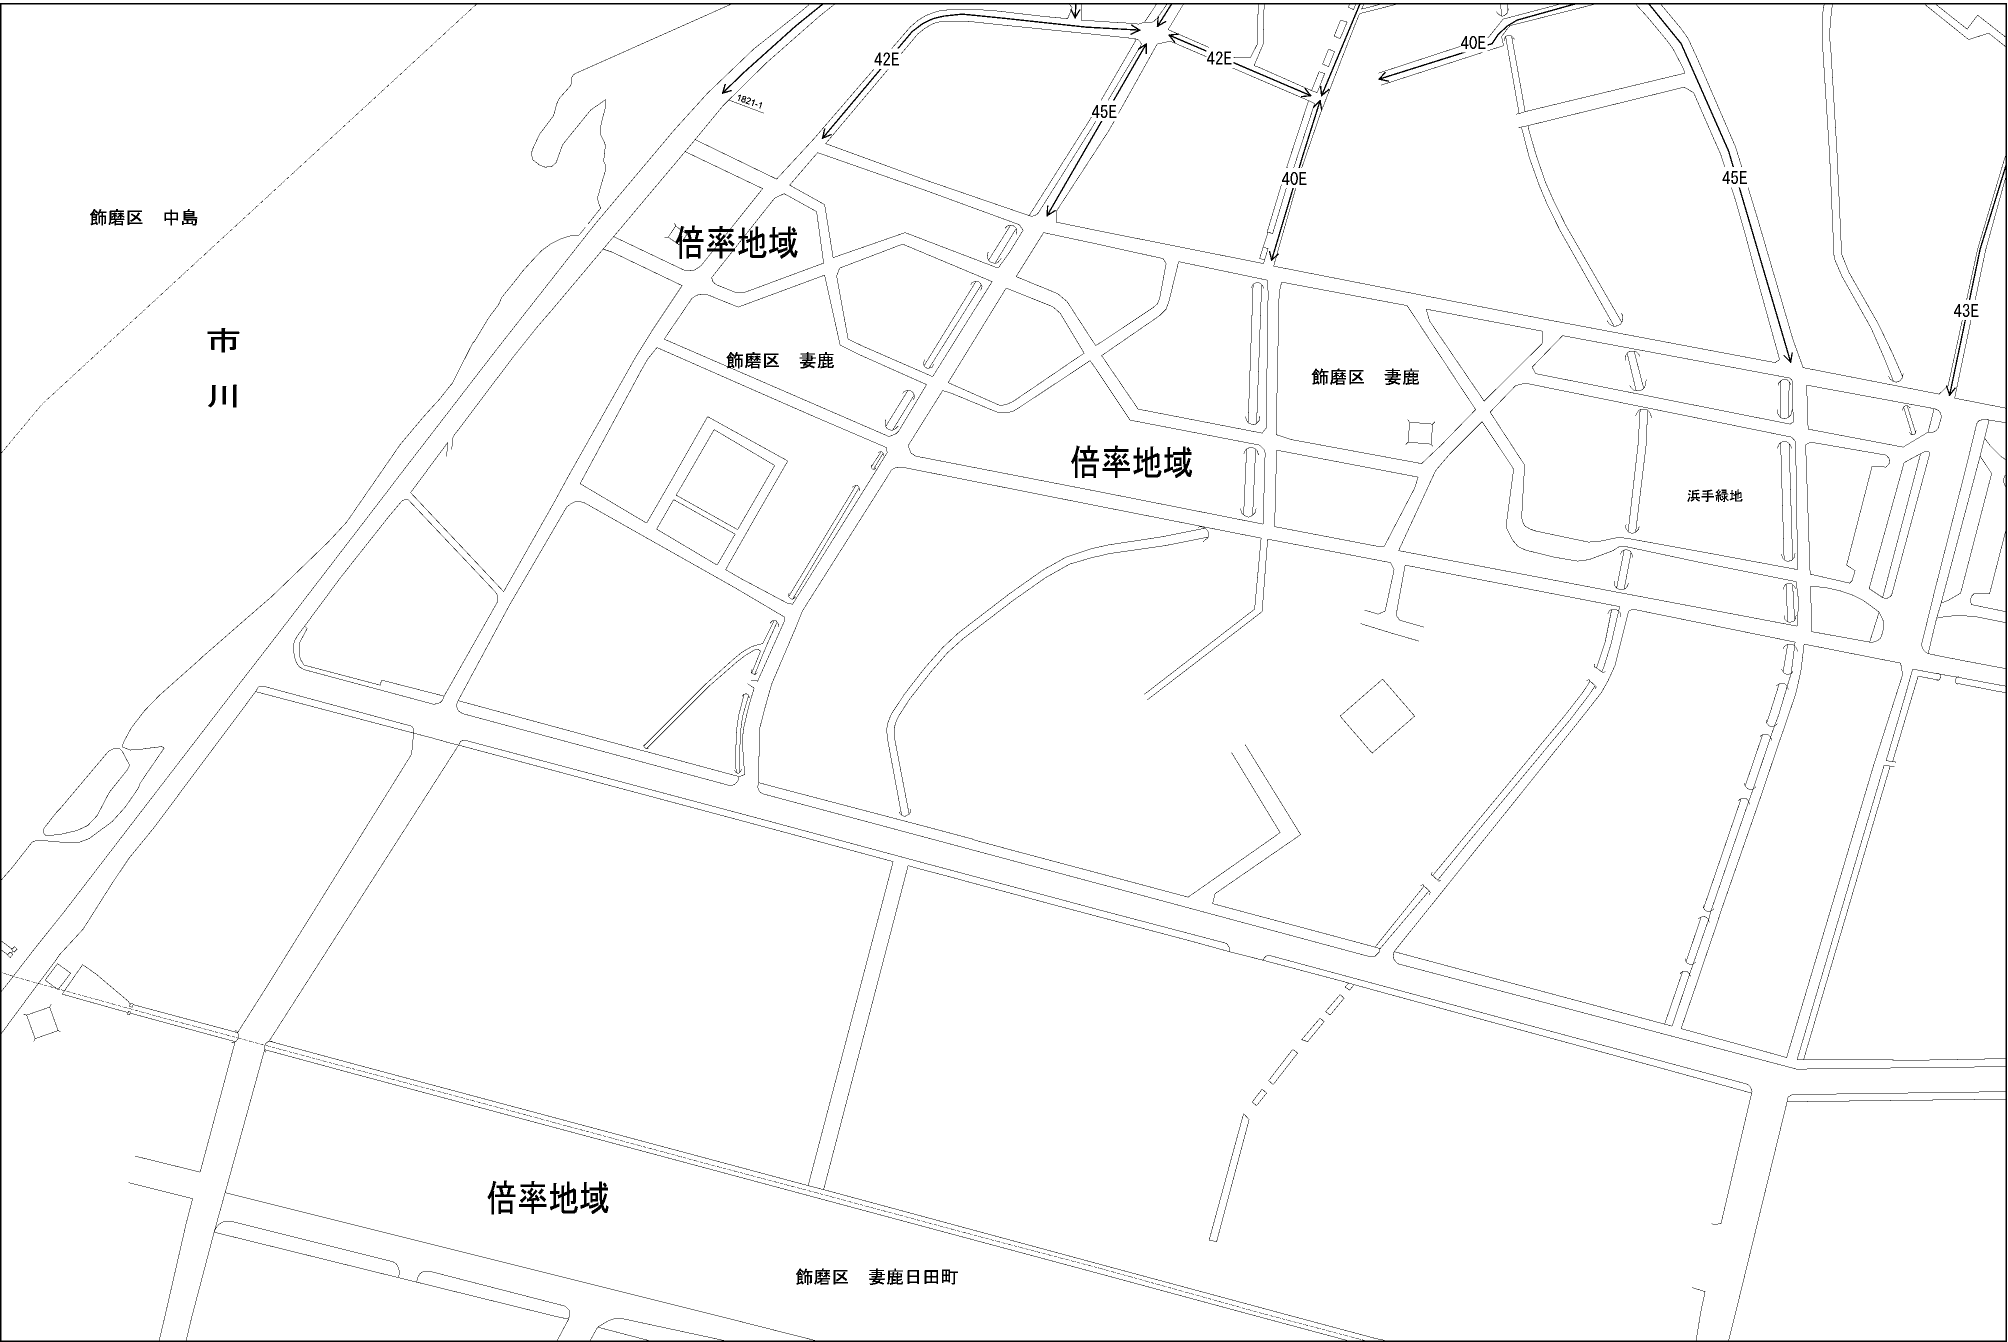 42E
42E
40E
1821-1
45E
40E
45E
飾磨区　中島
倍率地域
43E
市
川
飾磨区　妻鹿
飾磨区　妻鹿
倍率地域
浜手緑地
倍率地域
飾磨区　妻鹿日田町